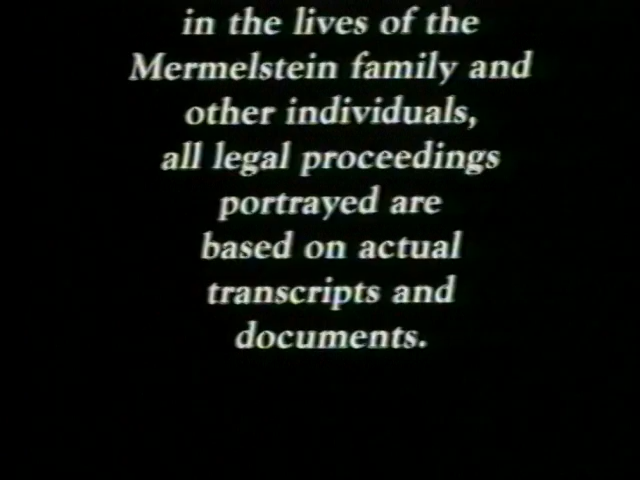 in the lives of the
Mermelstein family and
other individuals,
all legal proceedings
portrayed are
based on actual
transcripts and
documents.